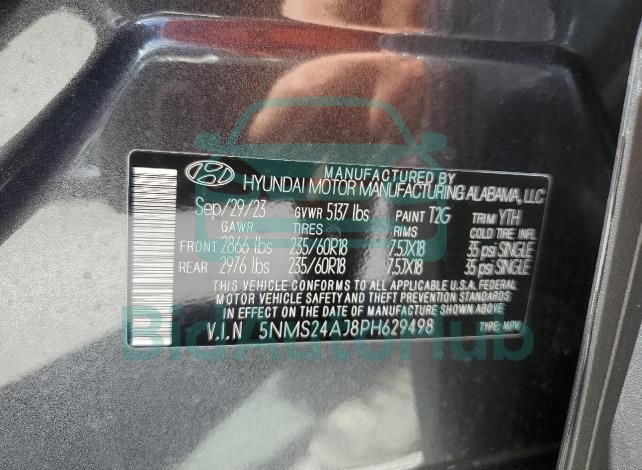 MANUFACTURED BY
HYUNDAI MOTOR MANUFACTURING ALABAMA, LLC
Sep/29/23 GVWR 5137 lbs PAINT T2G TRIM YTH
GAWR TIRES RIMS COLD TIRE INFL
FRONT 2866 lbs 235/60R18 7.5JX18 35 psi SINGLE
REAR 2976 lbs 235/60R18 7.5JX18 35 psi SINGLE
THIS VEHICLE CONFORMS TO ALL APPLICABLE U.S.A. FEDERAL
MOTOR VEHICLE SAFETY AND THEFT PREVENTION STANDARDS
IN EFFECT ON THE DATE OF MANUFACTURE SHOWN ABOVE
V.I.N 5NMS24AJ8PH629498 TYPE: MPV
BidAutoHub